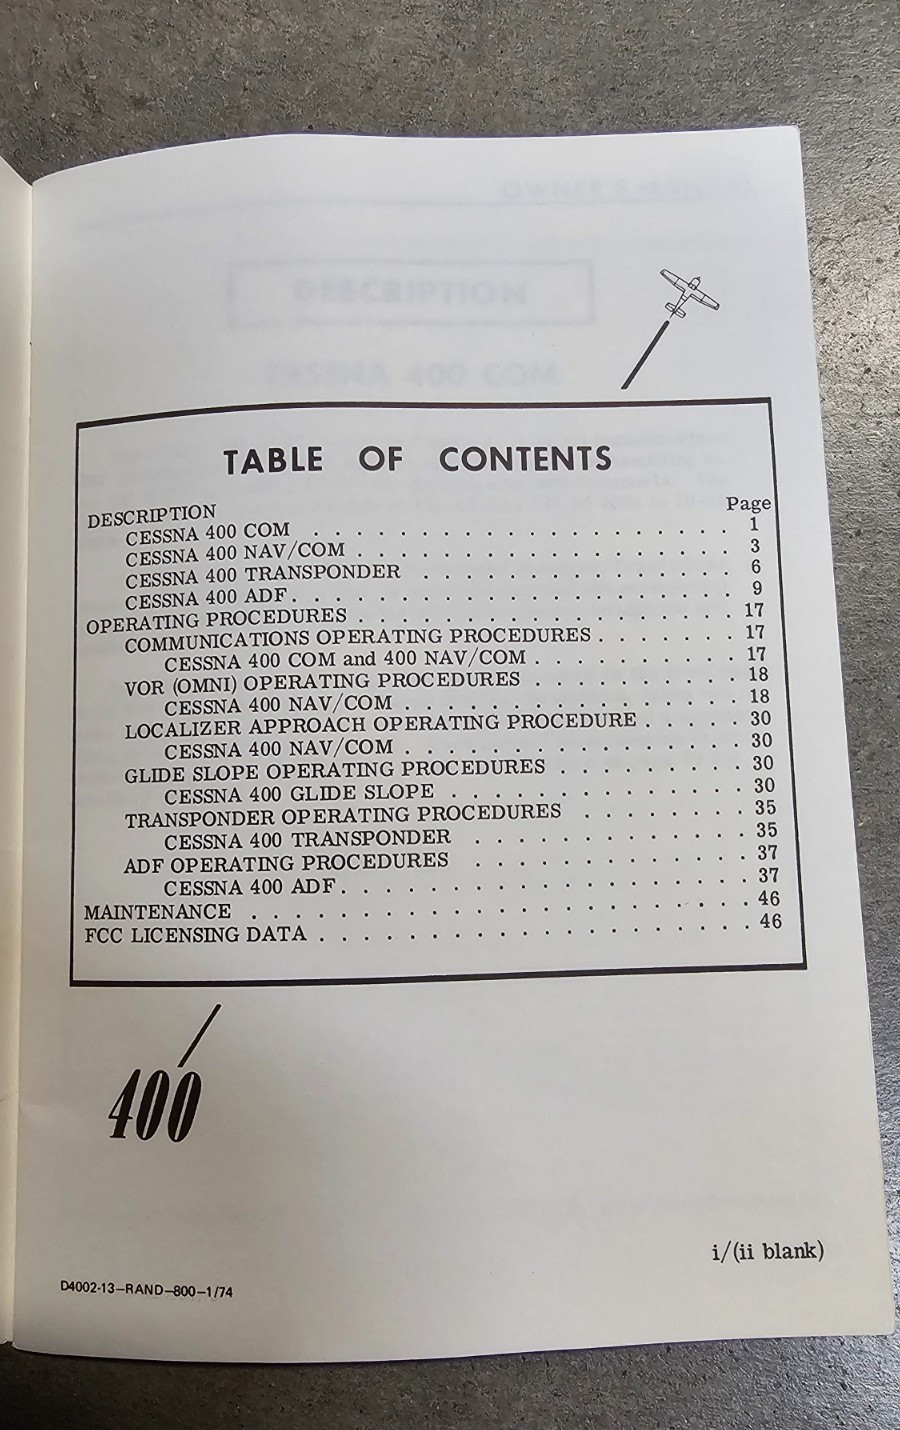 TABLE OF CONTENTS
Page
DESCRIPTION
CESSNA 400 COM . . . . . . . . . . . . . . . . . . . 1
CESSNA 400 NAV/COM . . . . . . . . . . . . . . . . . 3
CESSNA 400 TRANSPONDER . . . . . . . . . . . . . . 6
CESSNA 400 ADF . . . . . . . . . . . . . . . . . . . . 9
OPERATING PROCEDURES . . . . . . . . . . . . . . . . . 17
COMMUNICATIONS OPERATING PROCEDURES . . . . . . . 17
CESSNA 400 COM and 400 NAV/COM . . . . . . . . . . 17
VOR (OMNI) OPERATING PROCEDURES . . . . . . . . . . 18
CESSNA 400 NAV/COM . . . . . . . . . . . . . . . 18
LOCALIZER APPROACH OPERATING PROCEDURE . . . . . 30
CESSNA 400 NAV/COM . . . . . . . . . . . . . . . 30
GLIDE SLOPE OPERATING PROCEDURES . . . . . . . . . 30
CESSNA 400 GLIDE SLOPE . . . . . . . . . . . . . 30
TRANSPONDER OPERATING PROCEDURES . . . . . . . . 35
CESSNA 400 TRANSPONDER . . . . . . . . . . . . 35
ADF OPERATING PROCEDURES . . . . . . . . . . . . 37
CESSNA 400 ADF . . . . . . . . . . . . . . . . . . 37
MAINTENANCE . . . . . . . . . . . . . . . . . . . . . . 46
FCC LICENSING DATA . . . . . . . . . . . . . . . . . . . 46
400
i/(ii blank)
D4002-13—RAND—800—1/74